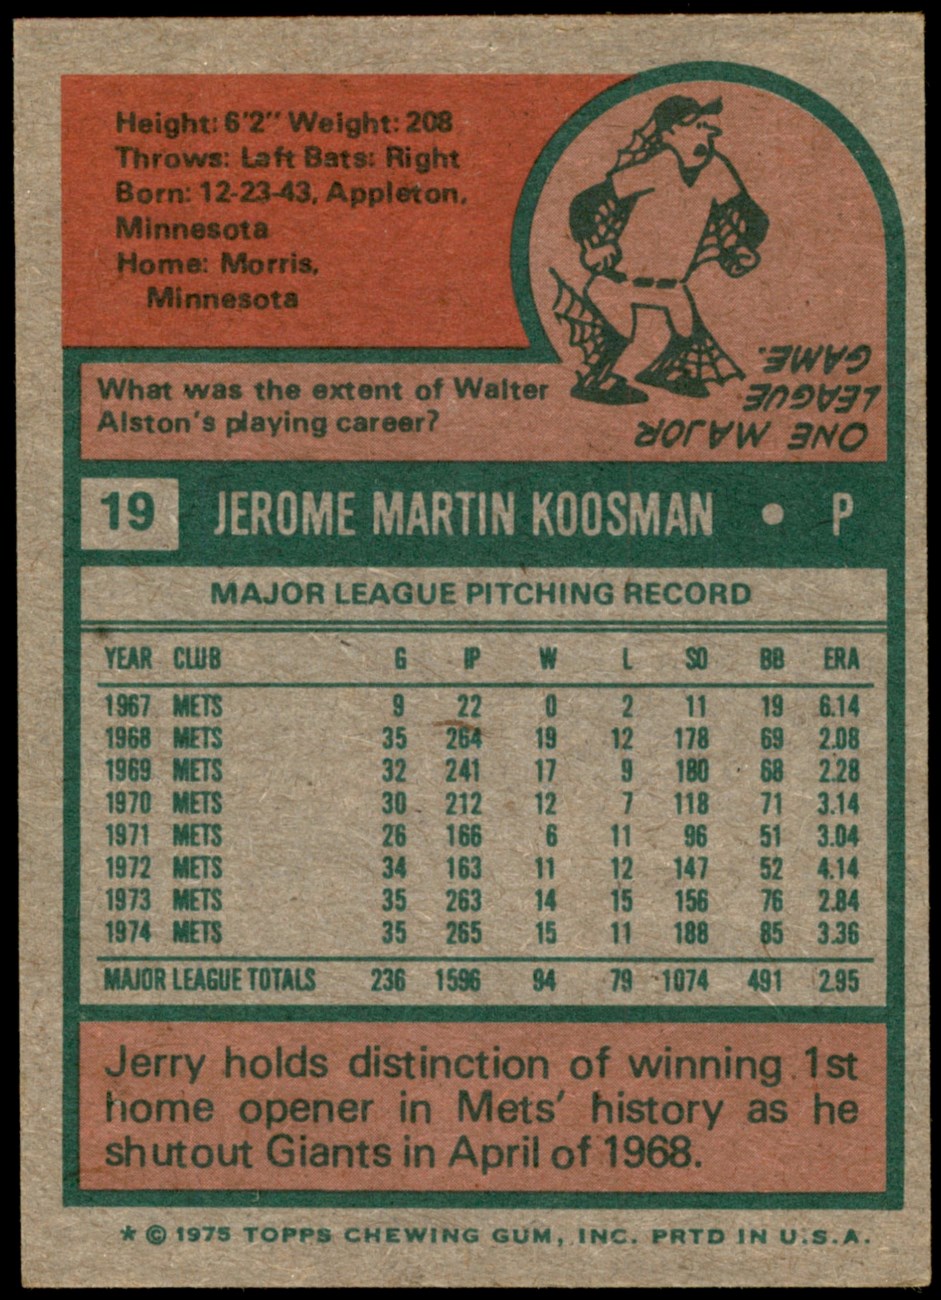 Height: 6'2" Weight: 208
Throws: Left Bats: Right
Born: 12-23-43, Appleton,
Minnesota
Home: Morris,
Minnesota
What was the extent of Walter
Alston's playing career?
ONE MAJOR
LEAGUE
GAME.
19 JEROME MARTIN KOOSMAN • P
MAJOR LEAGUE PITCHING RECORD
YEAR CLUB G IP W L SO BB ERA
1967 METS 9 22 0 2 11 19 6.14
1968 METS 35 264 19 12 178 69 2.08
1969 METS 32 241 17 9 180 68 2.28
1970 METS 30 212 12 7 118 71 3.14
1971 METS 26 166 6 11 96 51 3.04
1972 METS 34 163 11 12 147 52 4.14
1973 METS 35 263 14 15 156 76 2.84
1974 METS 35 265 15 11 188 85 3.36
MAJOR LEAGUE TOTALS 236 1596 94 79 1074 491 2.95
Jerry holds distinction of winning 1st
home opener in Mets' history as he
shutout Giants in April of 1968.
* © 1975 TOPPS CHEWING GUM, INC. PRTD IN U.S.A.